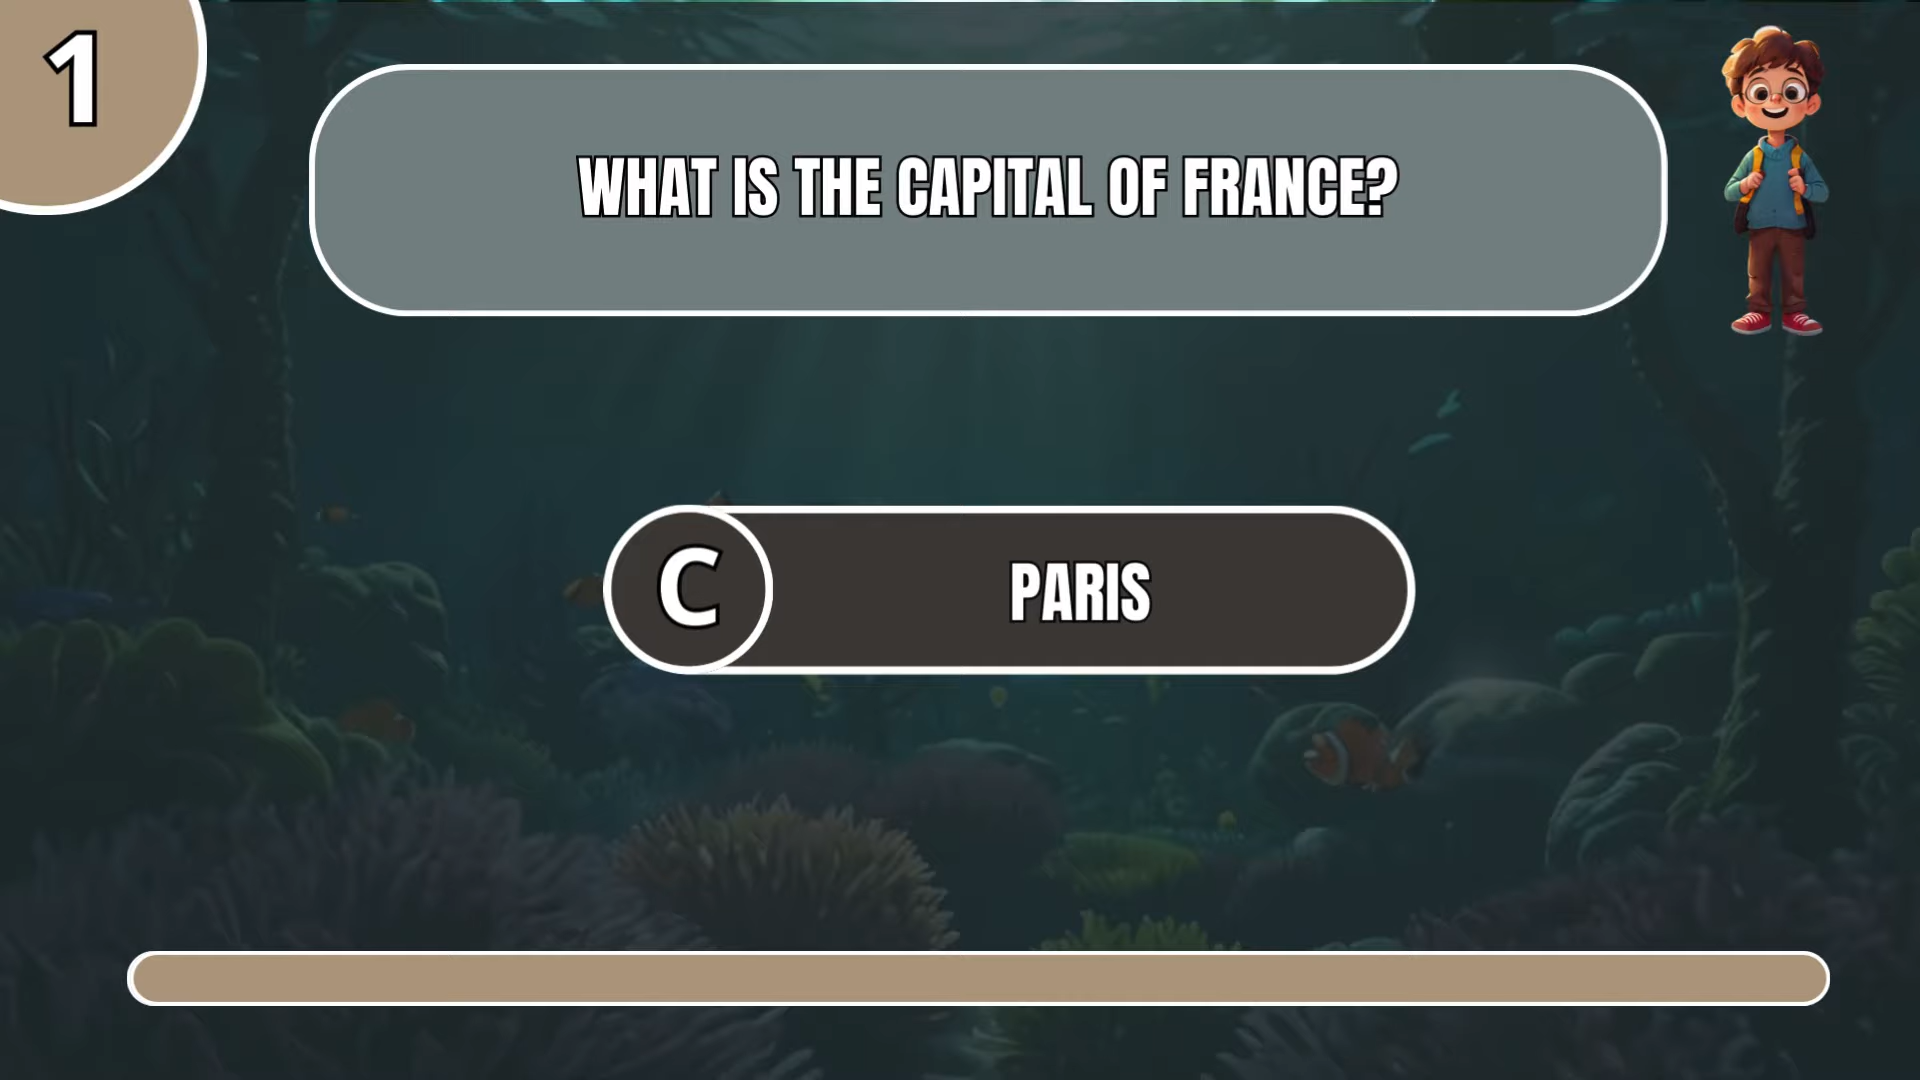 1
WHAT IS THE CAPITAL OF FRANCE?
C PARIS